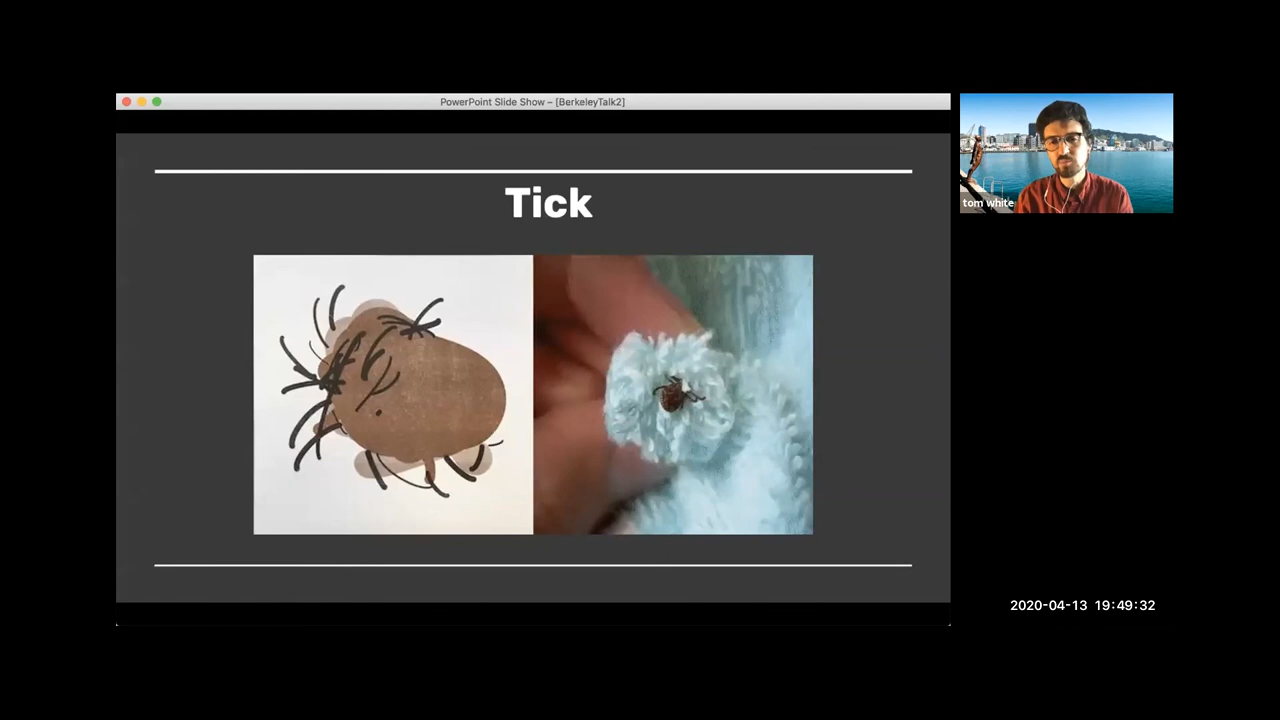 PowerPoint Slide Show – [BerkeleyTalk2]
Tick
tom white
2020-04-13 19:49:32